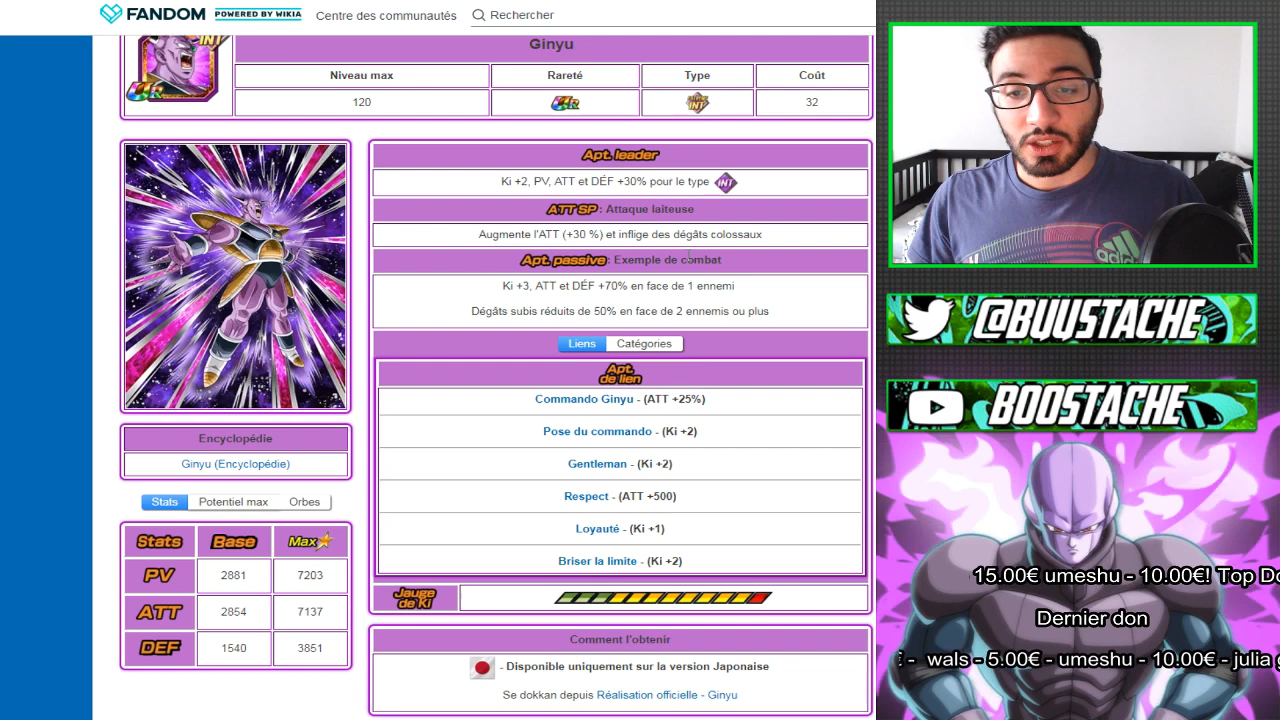 FANDOM POWERED BY WIKIA Centre des communautés Rechercher
Ginyu
INT
Niveau max Rareté Type Coût
UR 120 UR SUPER INT 32
Apt. leader
Ki +2, PV, ATT et DÉF +30% pour le type INT
ATT SP : Attaque laiteuse
Augmente l'ATT (+30 %) et inflige des dégâts colossaux
Apt. passive : Exemple de combat
Ki +3, ATT et DÉF +70% en face de 1 ennemi
Dégâts subis réduits de 50% en face de 2 ennemis ou plus
Liens Catégories
Apt. de lien
Commando Ginyu - (ATT +25%)
Pose du commando - (Ki +2)
Gentleman - (Ki +2)
Respect - (ATT +500)
Loyauté - (Ki +1)
Briser la limite - (Ki +2)
Jauge de Ki
Comment l'obtenir
- Disponible uniquement sur la version Japonaise
Se dokkan depuis Réalisation officielle - Ginyu
Encyclopédie
Ginyu (Encyclopédie)
Stats Potentiel max Orbes
Stats Base Max
PV 2881 7203
ATT 2854 7137
DEF 1540 3851
adidas
@BUUSTACHE
BOOSTACHE
15.00€ umeshu - 10.00€! Top Do
Dernier don
€ - wals - 5.00€ - umeshu - 10.00€ - julia g